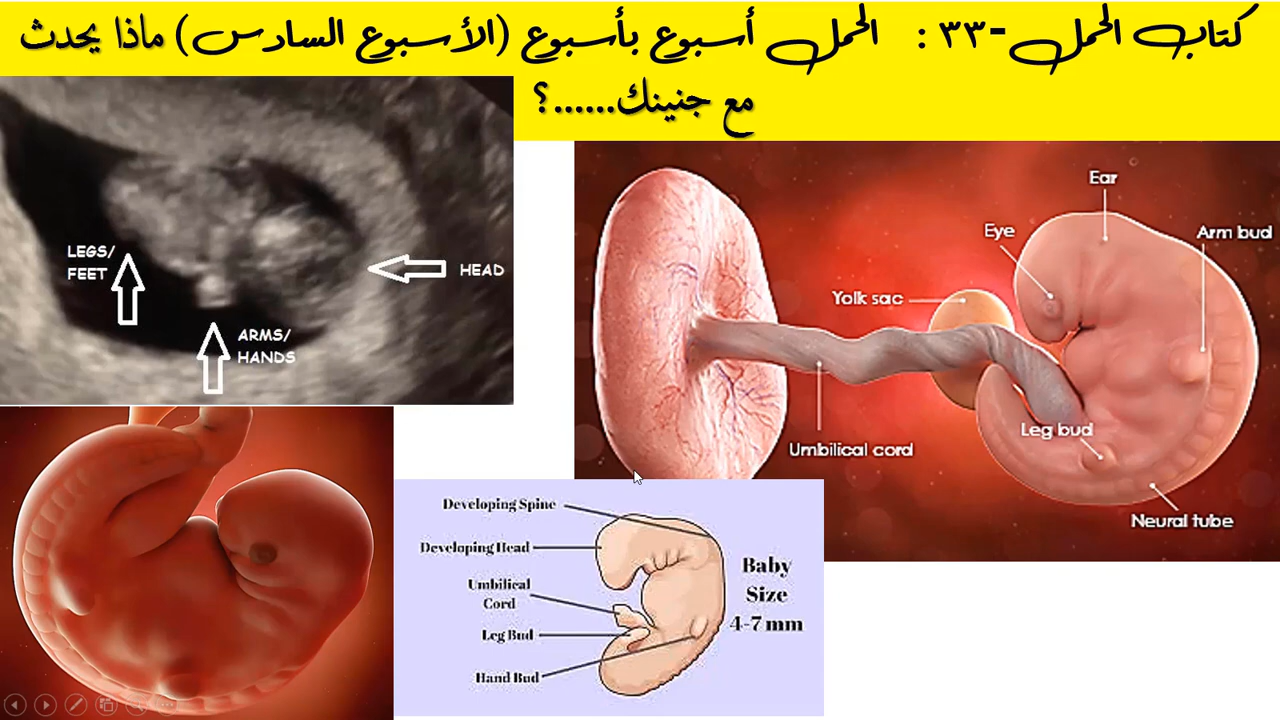 كتاب الحمل -٣٣ : الحمل أسبوع بأسبوع (الأسبوع السادس) ماذا يحدث
مع جنينك......؟
LEGS/
FEET
HEAD
ARMS/
HANDS
Ear
Eye
Arm bud
Yolk sac
Leg bud
Umbilical cord
Neural tube
Developing Spine
Developing Head
Umbilical
Cord
Leg Bud
Hand Bud
Baby
Size
4-7 mm